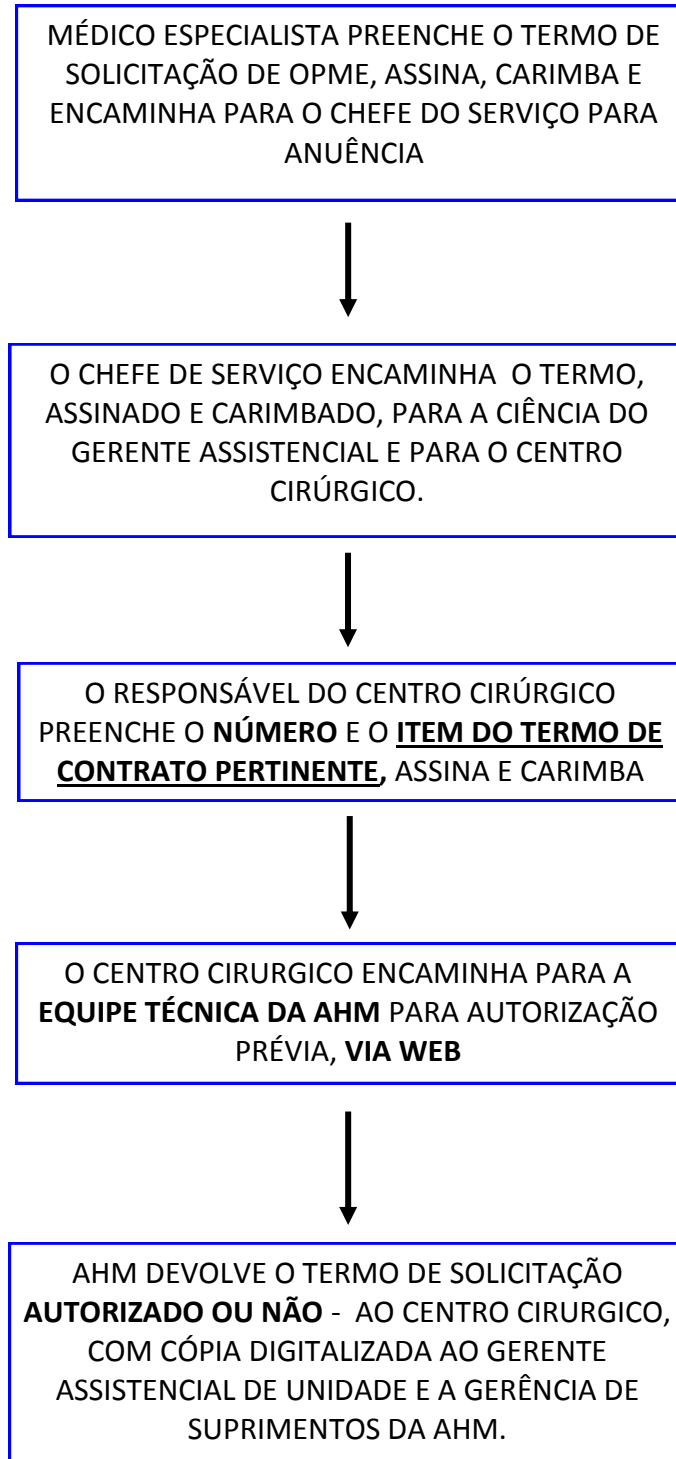 MÉDICO ESPECIALISTA PREENCHE O TERMO DE
SOLICITAÇÃO DE OPME, ASSINA, CARIMBA E
ENCAMINHA PARA O CHEFE DO SERVIÇO PARA
ANUÊNCIA
O CHEFE DE SERVIÇO ENCAMINHA O TERMO,
ASSINADO E CARIMBADO, PARA A CIÊNCIA DO
GERENTE ASSISTENCIAL E PARA O CENTRO
CIRÚRGICO.
O RESPONSÁVEL DO CENTRO CIRÚRGICO
PREENCHE O NÚMERO E O ITEM DO TERMO DE
CONTRATO PERTINENTE, ASSINA E CARIMBA
O CENTRO CIRURGICO ENCAMINHA PARA A
EQUIPE TÉCNICA DA AHM PARA AUTORIZAÇÃO
PRÉVIA, VIA WEB
AHM DEVOLVE O TERMO DE SOLICITAÇÃO
AUTORIZADO OU NÃO - AO CENTRO CIRURGICO,
COM CÓPIA DIGITALIZADA AO GERENTE
ASSISTENCIAL DE UNIDADE E A GERÊNCIA DE
SUPRIMENTOS DA AHM.